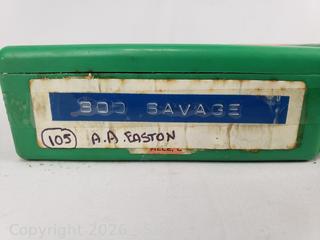 300 SAVAGE
105 A.A. EASTON
Copyright 2026